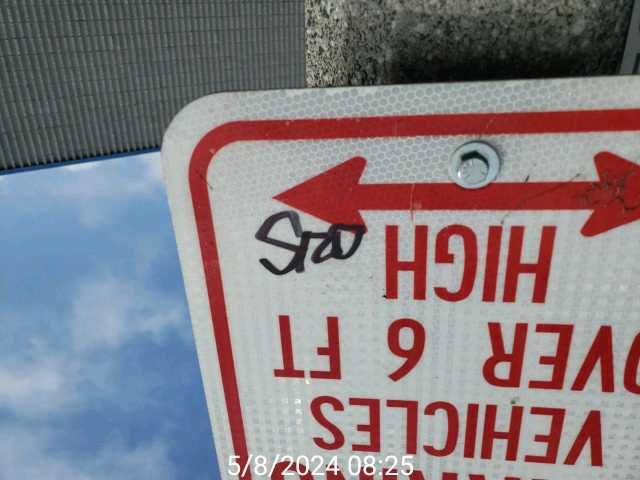 VEHICLES
OVER 6 FT
HIGH
5/8/2024 08:25